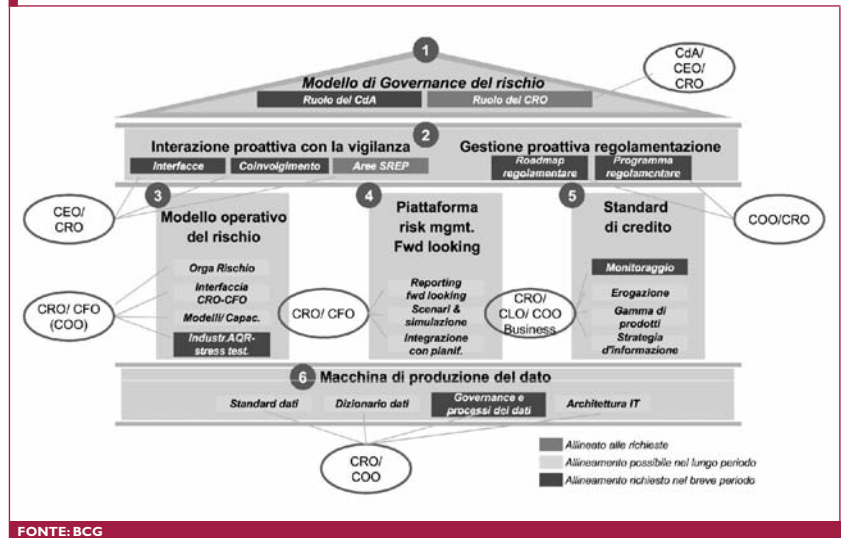 1
CdA/
CEO/
CRO
Modello di Governance del rischio
Ruolo del CdA
Ruolo del CRO
2
Interazione proattiva con la vigilanza
Gestione proattiva regolamentazione
Interfacce
Coinvolgimento
Aree SREP
Roadmap
regolamentare
Programma
regolamentare
CEO/
CRO
COO/CRO
3
Modello operativo
del rischio
Orga Rischio
Interfaccia
CRO-CFO
Modelli/ Capac.
Industr.AQR-
stress test.
CRO/ CFO
(COO)
4
Piattaforma
risk mgmt.
Fwd looking
Reporting
fwd looking
Scenari &
simulazione
Integrazione
con pianif.
CRO/ CFO
5
Standard
di credito
Monitoraggio
Erogazione
Gamma di
prodotti
Strategia
d'informazione
CRO/
CLO/ COO
Business
6
Macchina di produzione del dato
Standard dati
Dizionario dati
Governance e
processi dei dati
Architettura IT
CRO/
COO
Allineato alle richieste
Allineamento possibile nel lungo periodo
Allineamento richiesto nel breve periodo
FONTE: BCG